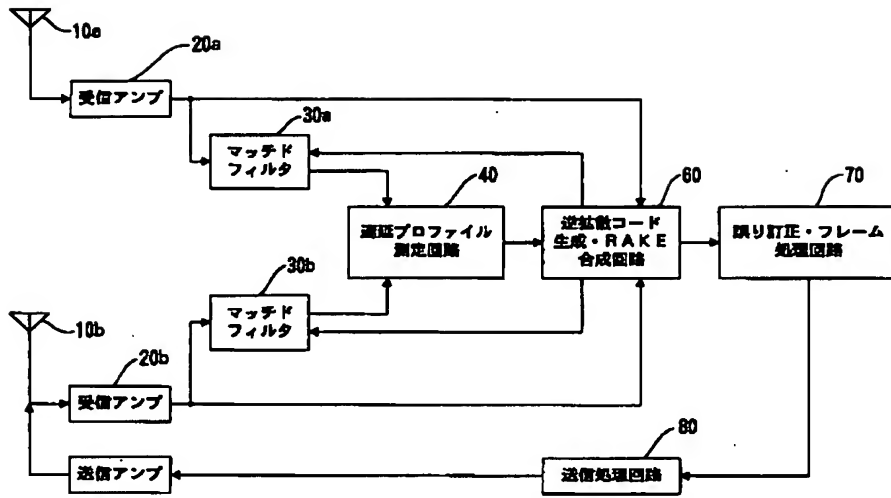 10a
20a
受信アンプ
30a
マッチド
フィルタ
40
遅延プロファイル
測定回路
60
逆拡散コード
生成・RAKE
合成回路
70
誤り訂正・フレーム
処理回路
30b
マッチド
フィルタ
10b
20b
受信アンプ
送信アンプ
80
送信処理回路